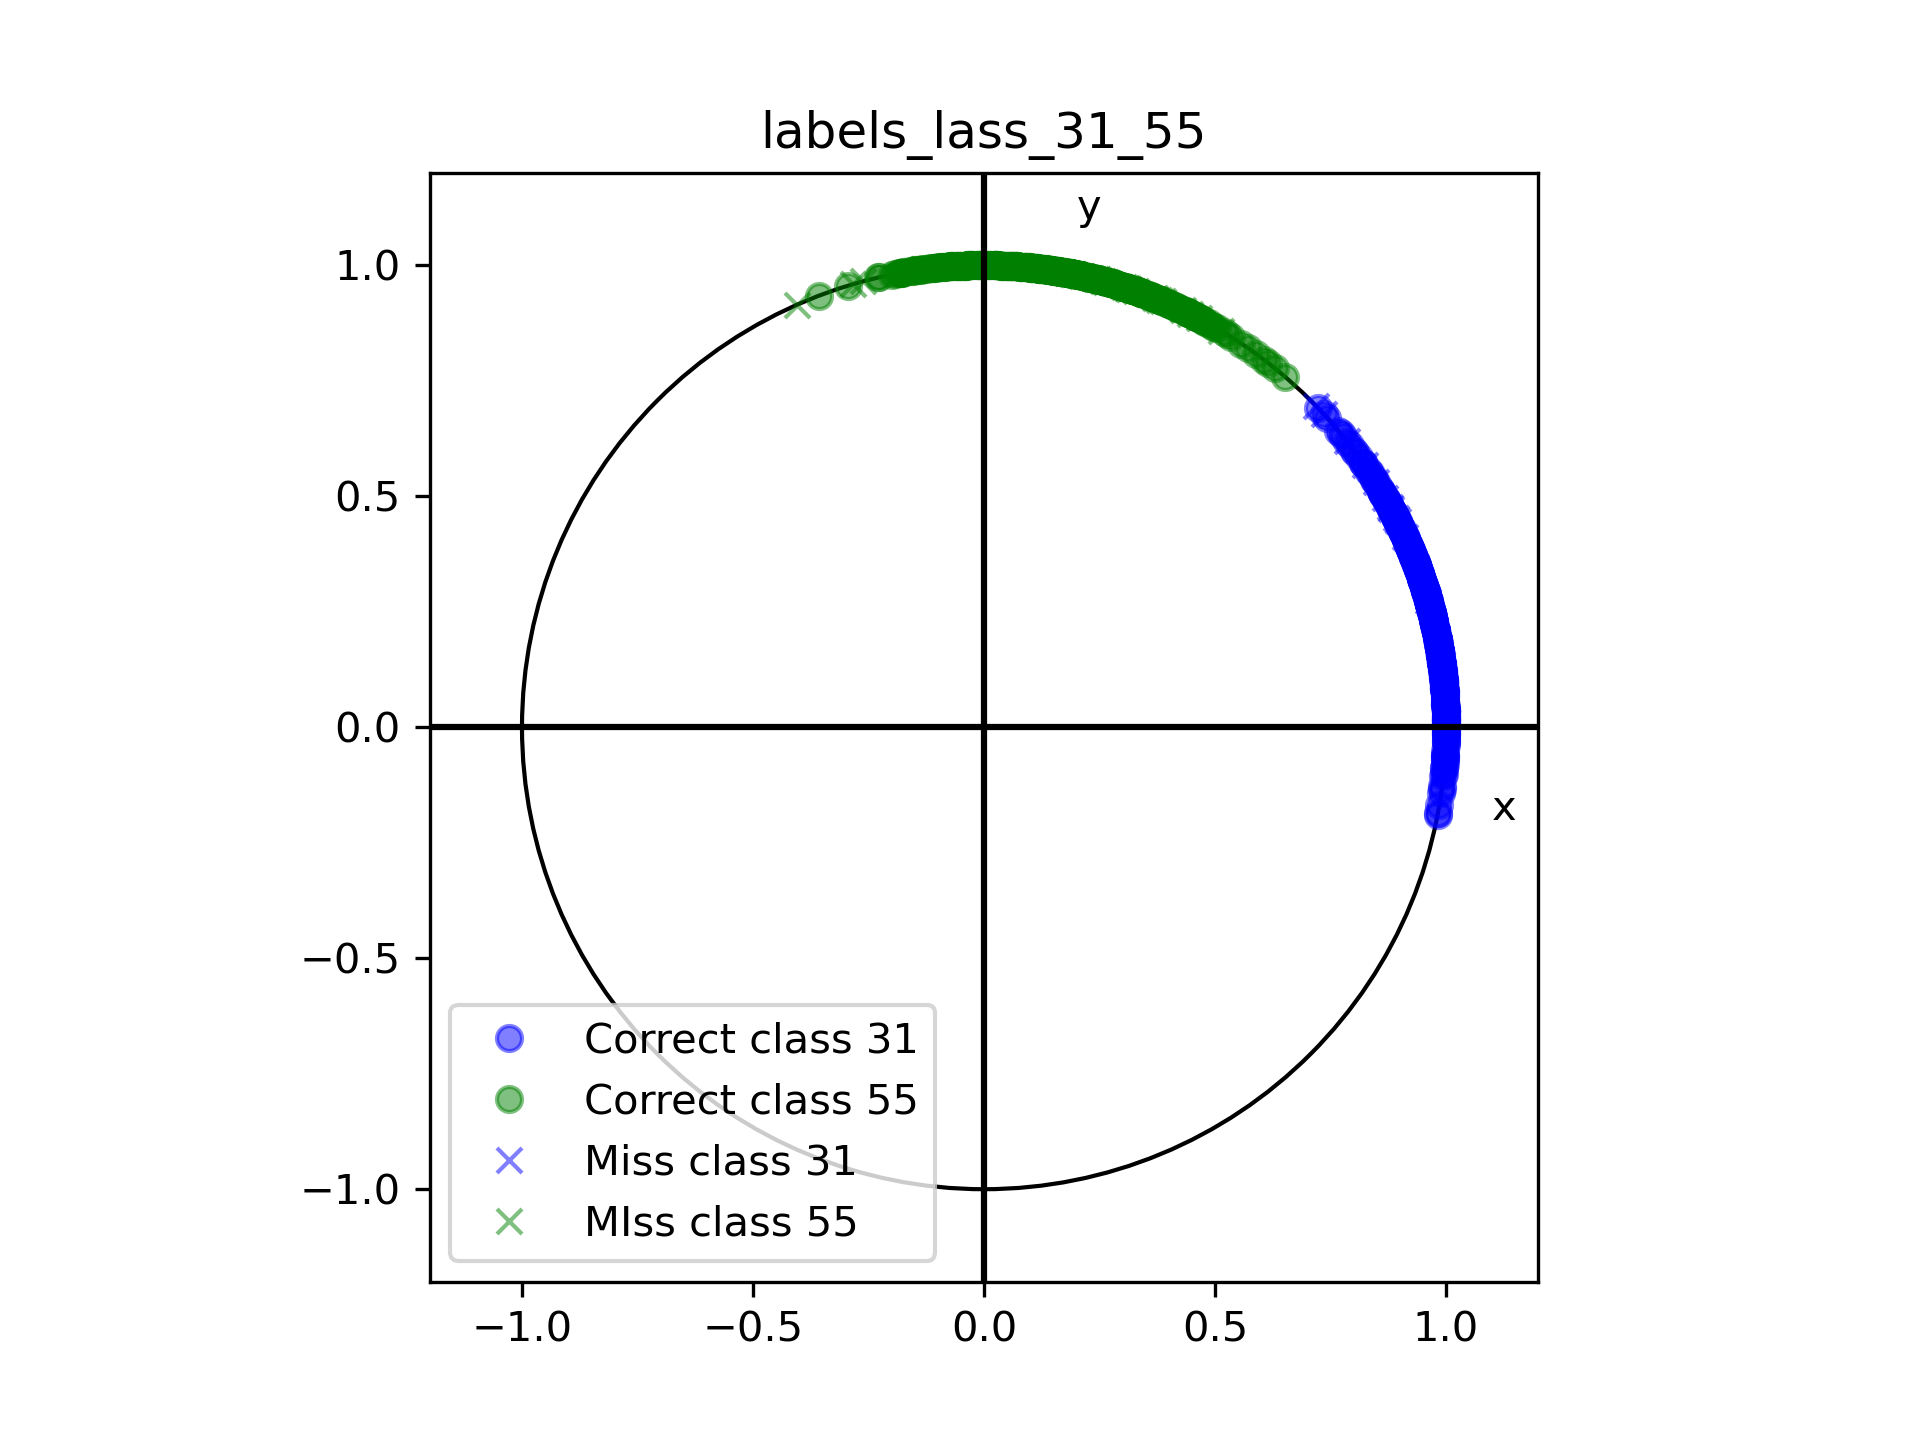 labels_lass_31_55
y
1.0
0.5
0.0
−0.5
−1.0
x
Correct class 31
Correct class 55
Miss class 31
MIss class 55
−1.0 −0.5 0.0 0.5 1.0